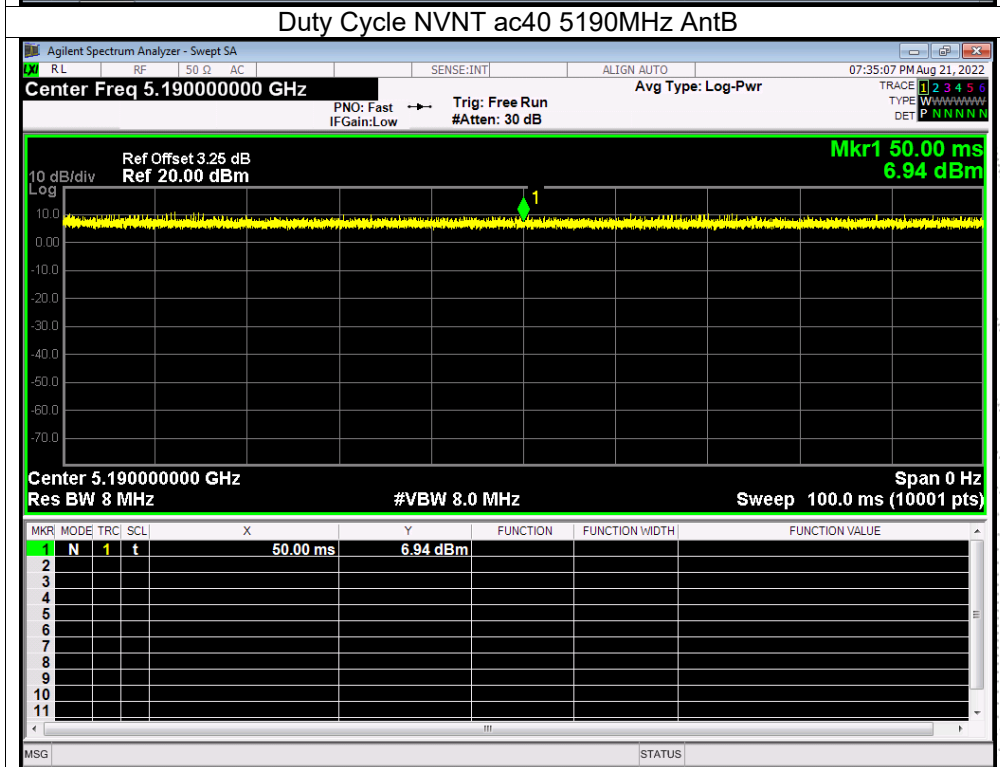 Duty Cycle NVNT ac40 5190MHz AntB
Agilent Spectrum Analyzer - Swept SA
LXI RL RF 50 Ω AC SENSE:INT ALIGN AUTO 07:35:07 PM Aug 21, 2022
Center Freq 5.190000000 GHz Avg Type: Log-Pwr TRACE 1 2 3 4 5 6
PNO: Fast Trig: Free Run TYPE WWWWWW
IFGain:Low #Atten: 30 dB DET P N N N N N
Mkr1 50.00 ms
6.94 dBm
Ref Offset 3.25 dB
10 dB/div Ref 20.00 dBm
Log
1
10.0
0.00
-10.0
-20.0
-30.0
-40.0
-50.0
-60.0
-70.0
Center 5.190000000 GHz Span 0 Hz
Res BW 8 MHz #VBW 8.0 MHz Sweep 100.0 ms (10001 pts)
MKR MODE TRC SCL X Y FUNCTION FUNCTION WIDTH FUNCTION VALUE
1 N 1 t 50.00 ms 6.94 dBm
2
3
4
5
6
7
8
9
10
11
MSG STATUS